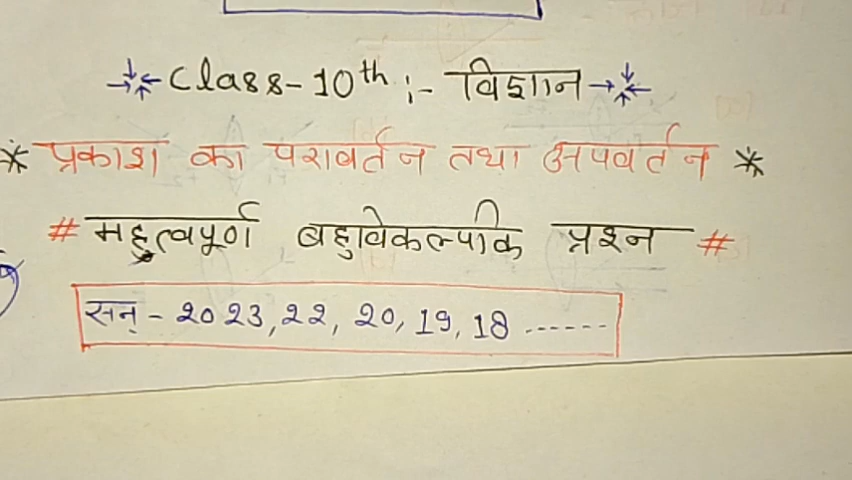 Class-10th :- विज्ञान
* प्रकाश का परावर्तन तथा अपवर्तन *
# महत्वपूर्ण बहुविकल्पीक प्रश्न #
सन् - 2023, 22, 20, 19, 18 ------